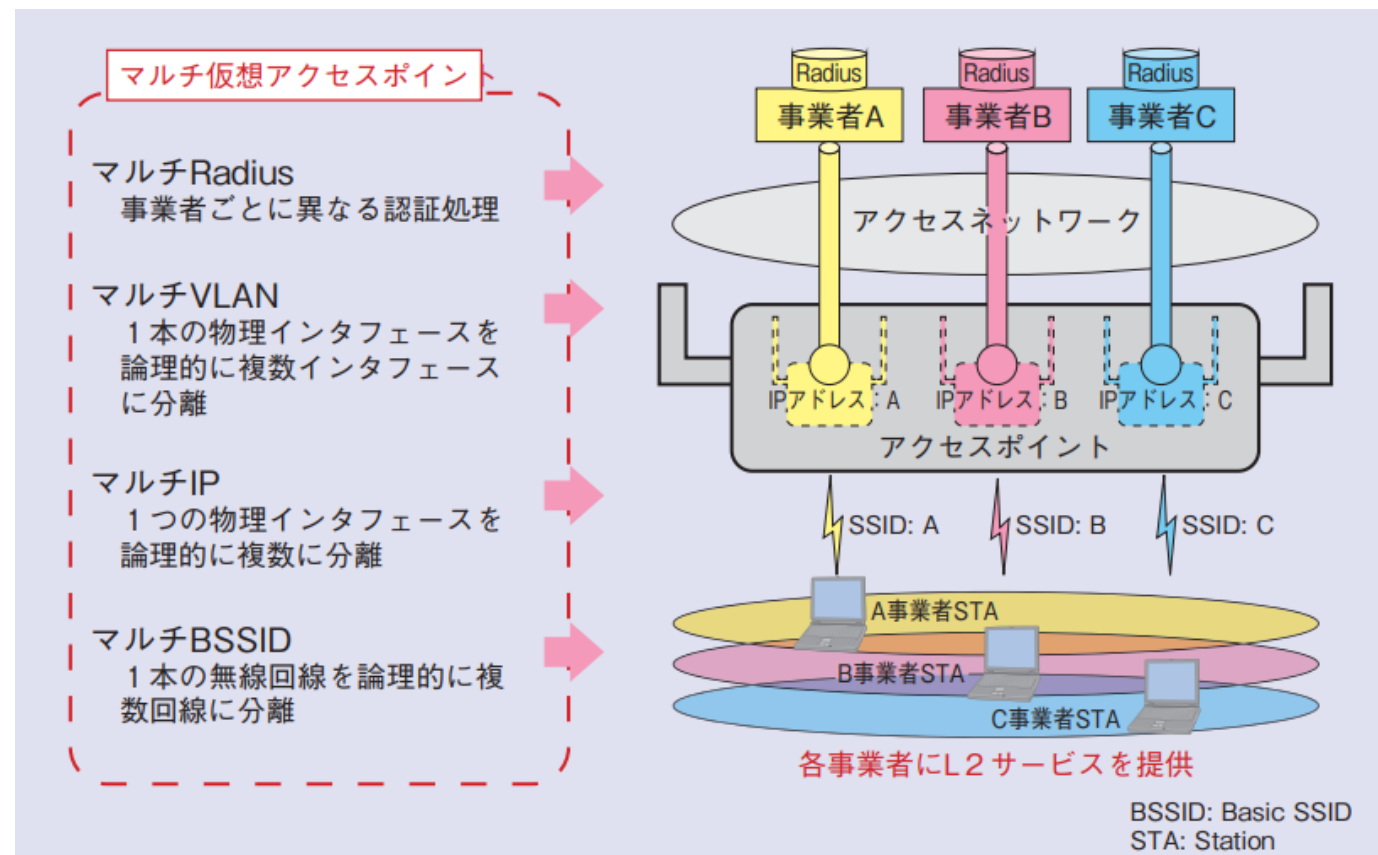 マルチ仮想アクセスポイント
マルチRadius
事業者ごとに異なる認証処理
マルチVLAN
１本の物理インタフェースを
論理的に複数インタフェース
に分離
マルチIP
１つの物理インタフェースを
論理的に複数に分離
マルチBSSID
１本の無線回線を論理的に複
数回線に分離
Radius
Radius
Radius
事業者A
事業者B
事業者C
アクセスネットワーク
IPアドレス：A
IPアドレス：B
IPアドレス：C
アクセスポイント
SSID: A
SSID: B
SSID: C
A事業者STA
B事業者STA
C事業者STA
各事業者にL２サービスを提供
BSSID: Basic SSID
STA: Station